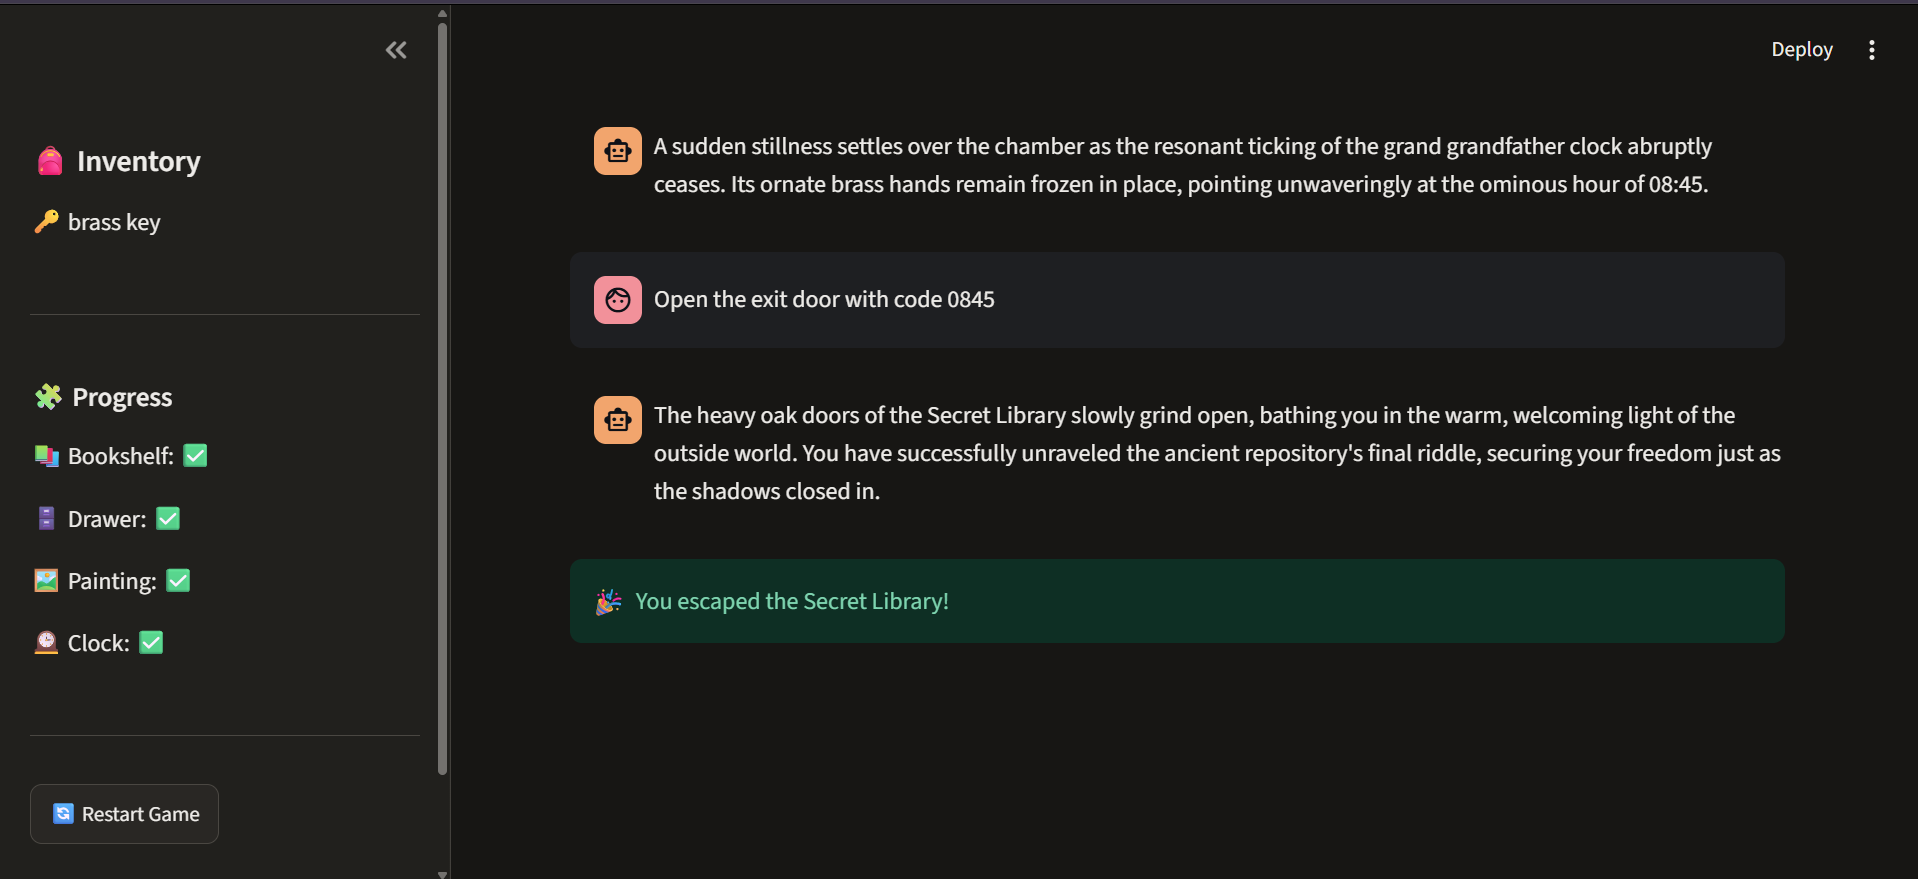 Inventory
brass key
Progress
Bookshelf:
Drawer:
Painting:
Clock:
Restart Game
Deploy
A sudden stillness settles over the chamber as the resonant ticking of the grand grandfather clock abruptly
ceases. Its ornate brass hands remain frozen in place, pointing unwaveringly at the ominous hour of 08:45.
Open the exit door with code 0845
The heavy oak doors of the Secret Library slowly grind open, bathing you in the warm, welcoming light of the
outside world. You have successfully unraveled the ancient repository's final riddle, securing your freedom just as
the shadows closed in.
You escaped the Secret Library!